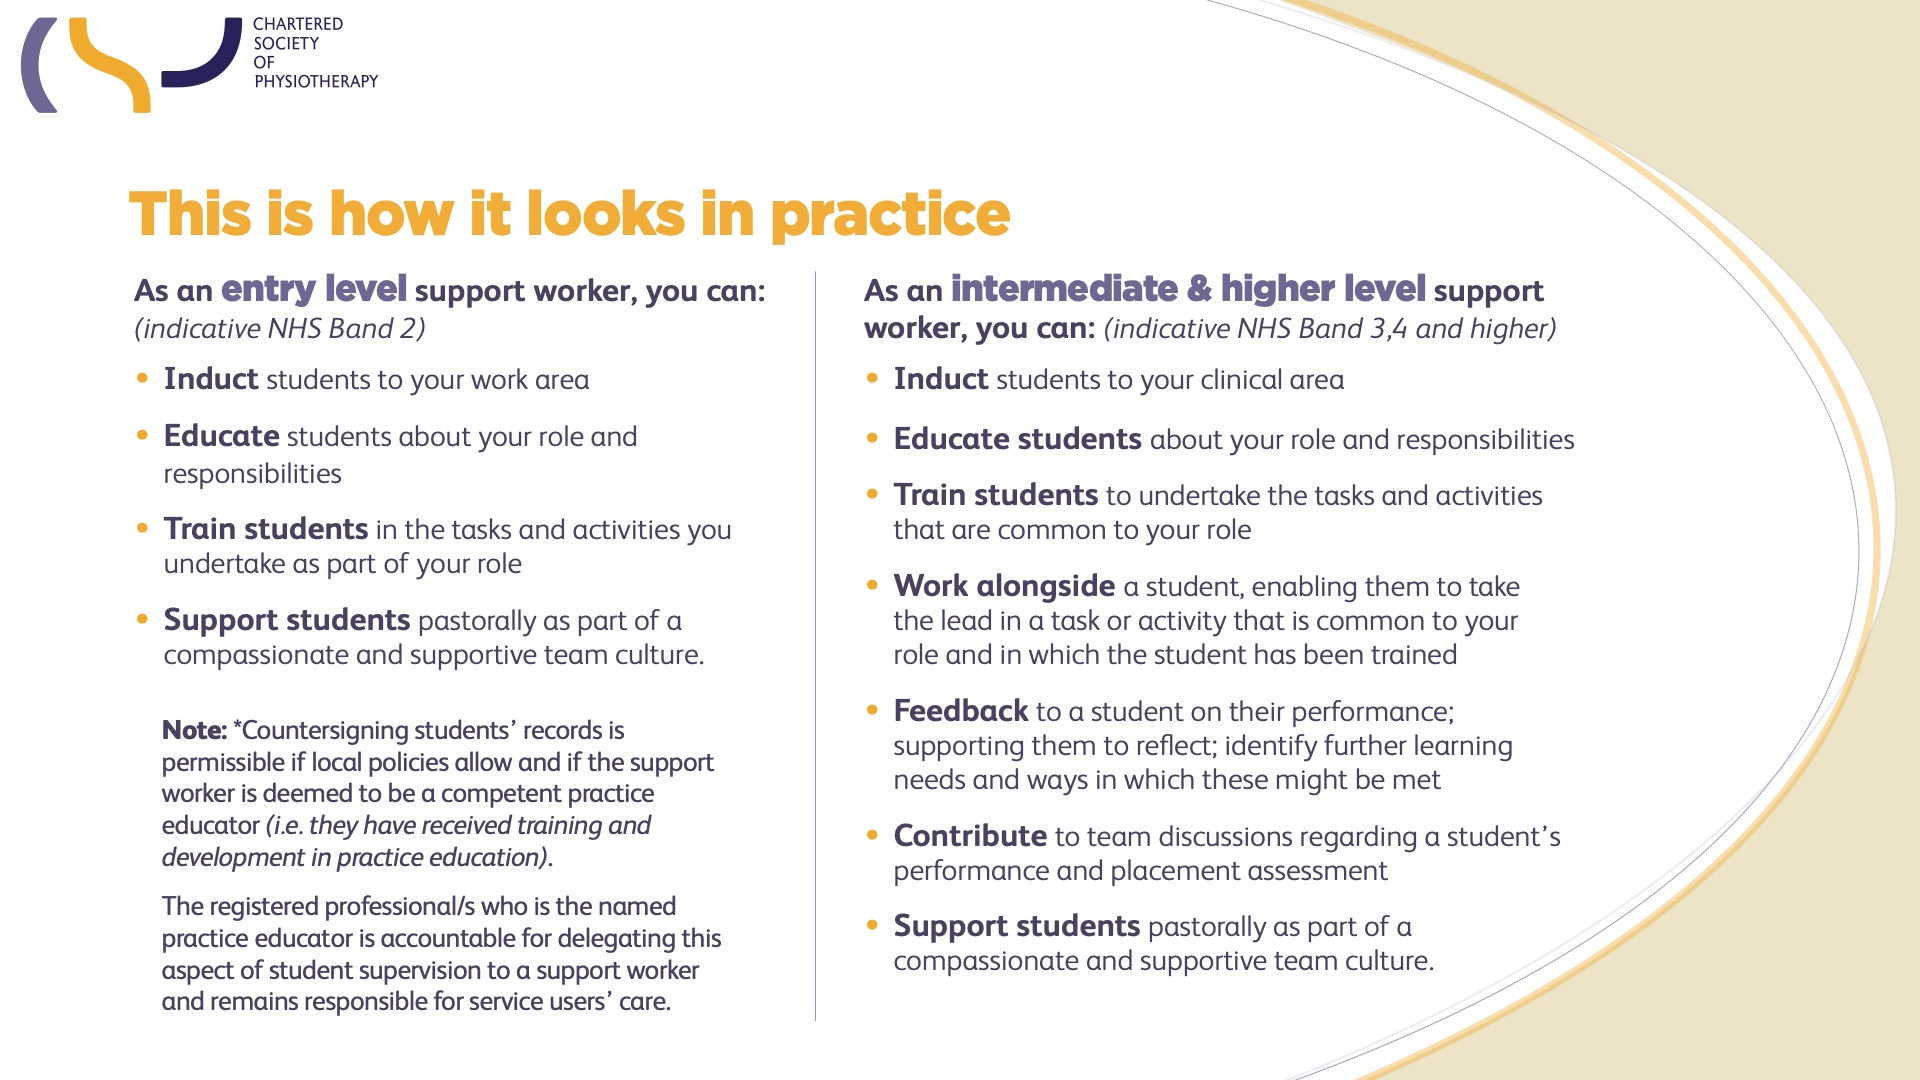 CHARTERED
SOCIETY
OF
PHYSIOTHERAPY
This is how it looks in practice
As an entry level support worker, you can:
(indicative NHS Band 2)
• Induct students to your work area
• Educate students about your role and
responsibilities
• Train students in the tasks and activities you
undertake as part of your role
• Support students pastorally as part of a
compassionate and supportive team culture.
Note: *Countersigning students’ records is
permissible if local policies allow and if the support
worker is deemed to be a competent practice
educator (i.e. they have received training and
development in practice education).
The registered professional/s who is the named
practice educator is accountable for delegating this
aspect of student supervision to a support worker
and remains responsible for service users’ care.
As an intermediate & higher level support
worker, you can: (indicative NHS Band 3,4 and higher)
• Induct students to your clinical area
• Educate students about your role and responsibilities
• Train students to undertake the tasks and activities
that are common to your role
• Work alongside a student, enabling them to take
the lead in a task or activity that is common to your
role and in which the student has been trained
• Feedback to a student on their performance;
supporting them to reflect; identify further learning
needs and ways in which these might be met
• Contribute to team discussions regarding a student’s
performance and placement assessment
• Support students pastorally as part of a
compassionate and supportive team culture.